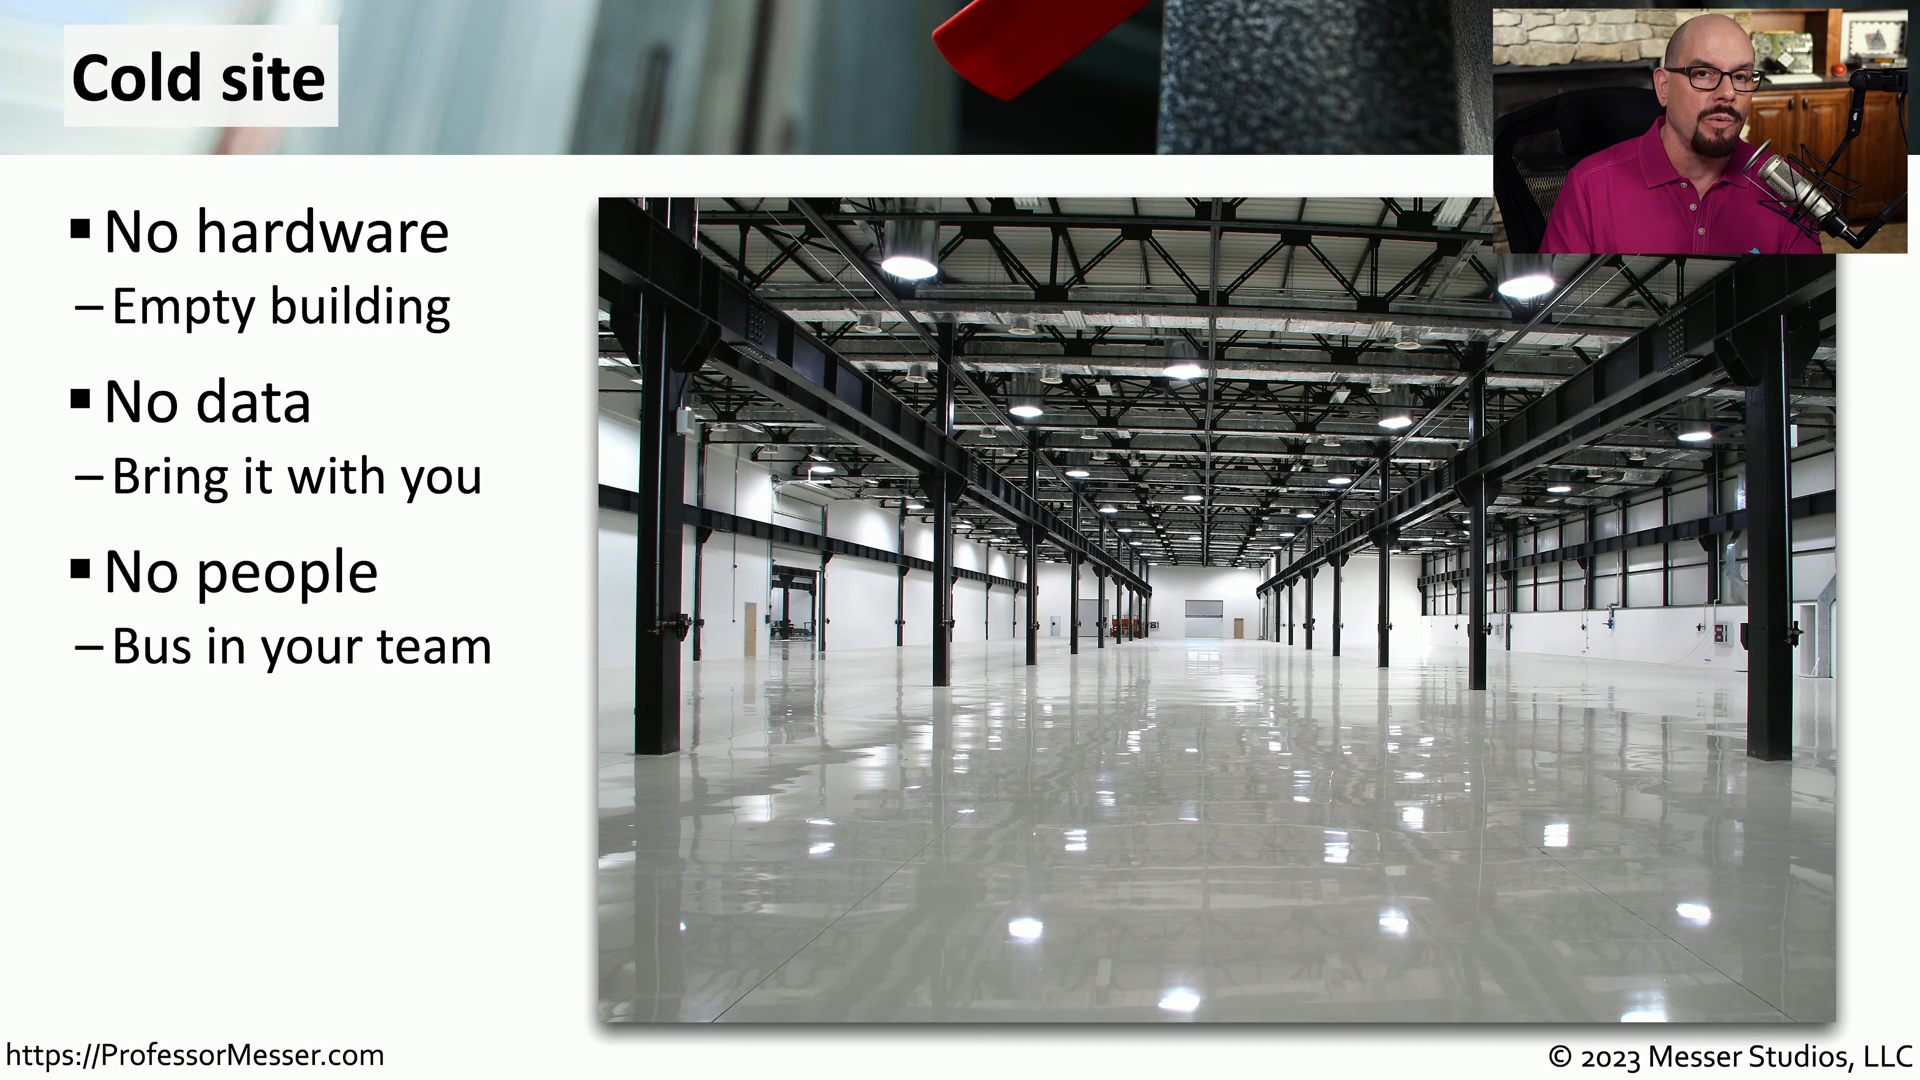 Cold site
No hardware
– Empty building
No data
– Bring it with you
No people
– Bus in your team
https://ProfessorMesser.com
© 2023 Messer Studios, LLC